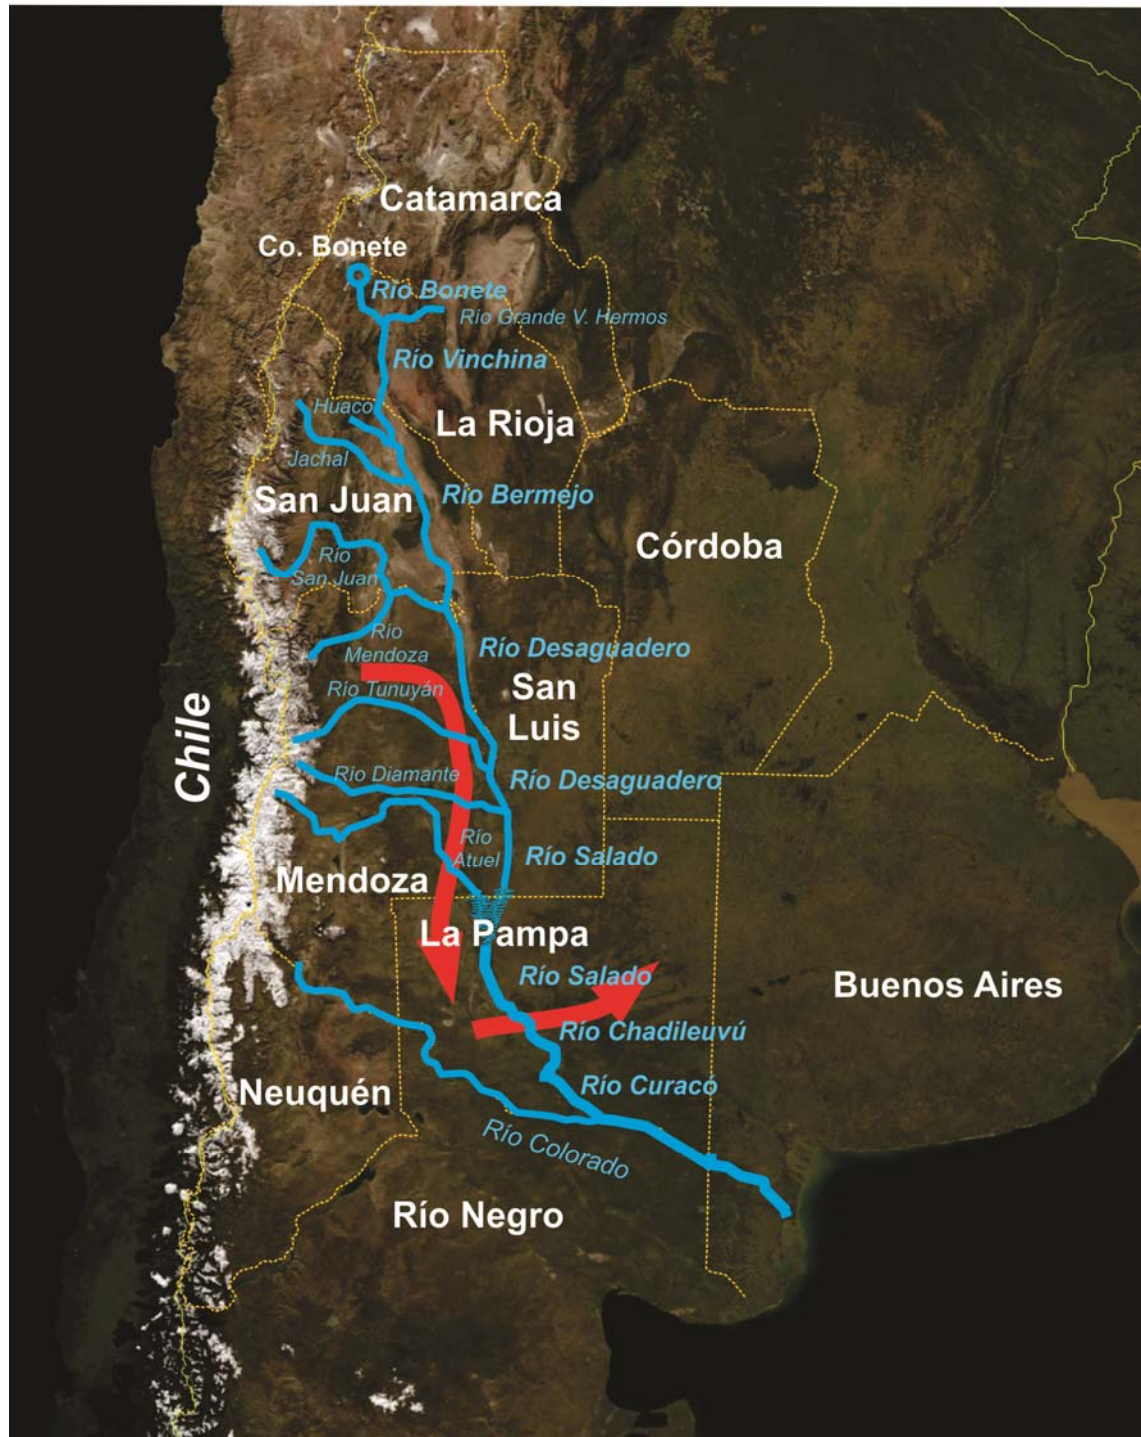 Catamarca
Co. Bonete
Río Bonete
Río Grande V. Hermos
Río Vinchina
Huaco
La Rioja
Jachal
San Juan
Río Bermejo
Córdoba
Río
San Juan
Río
Mendoza
Río Desaguadero
Río Tunuyán
San
Luis
Chile
Río Diamante
Río Desaguadero
Río
Atuel
Río Salado
Mendoza
La Pampa
Río Salado
Buenos Aires
Río Chadileuvú
Río Curacó
Neuquén
Río Colorado
Río Negro